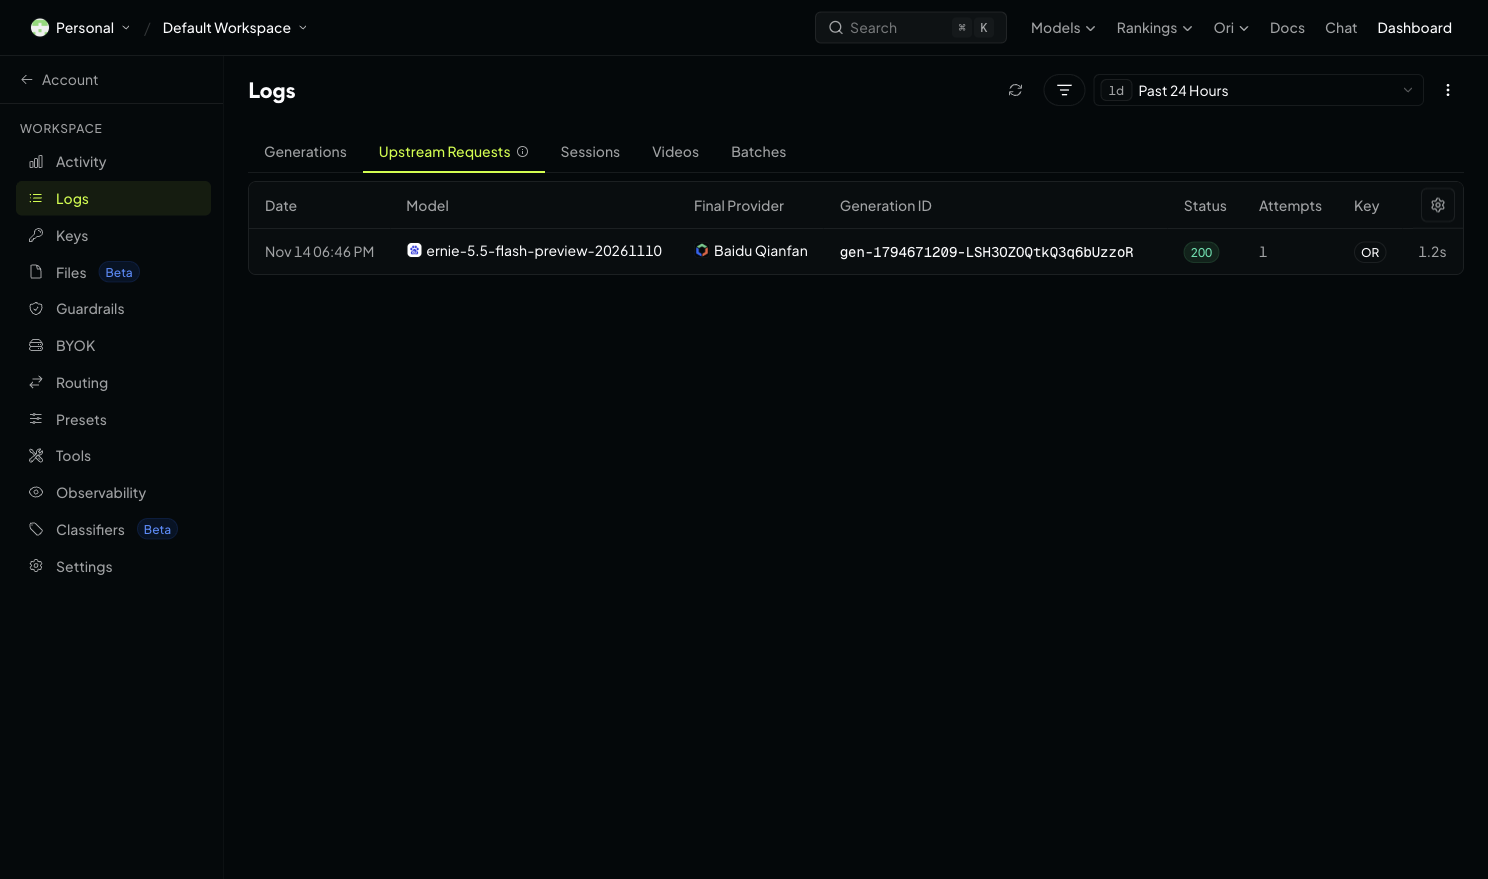 Personal / Default Workspace Search ⌘ K Models Rankings Ori Docs Chat Dashboard
Account
WORKSPACE
Activity
Logs
Keys
Files Beta
Guardrails
BYOK
Routing
Presets
Tools
Observability
Classifiers Beta
Settings
Logs 1d Past 24 Hours
Generations Upstream Requests Sessions Videos Batches
Date Model Final Provider Generation ID Status Attempts Key
Nov 14 06:46 PM ernie-5.5-flash-preview-20261110 Baidu Qianfan gen-1794671209-LSH3OZOQtkQ3q6bUzzoR 200 1 OR 1.2s